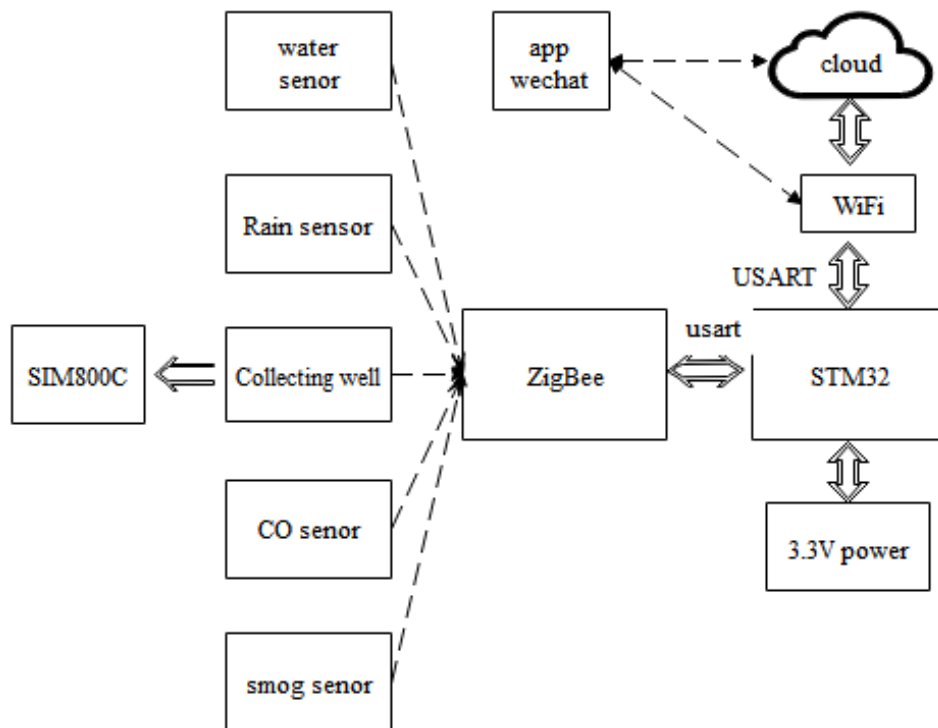 water
senor
app
wechat
cloud
Rain sensor
WiFi
USART
usart
SIM800C
Collecting well
ZigBee
STM32
CO senor
3.3V power
smog senor